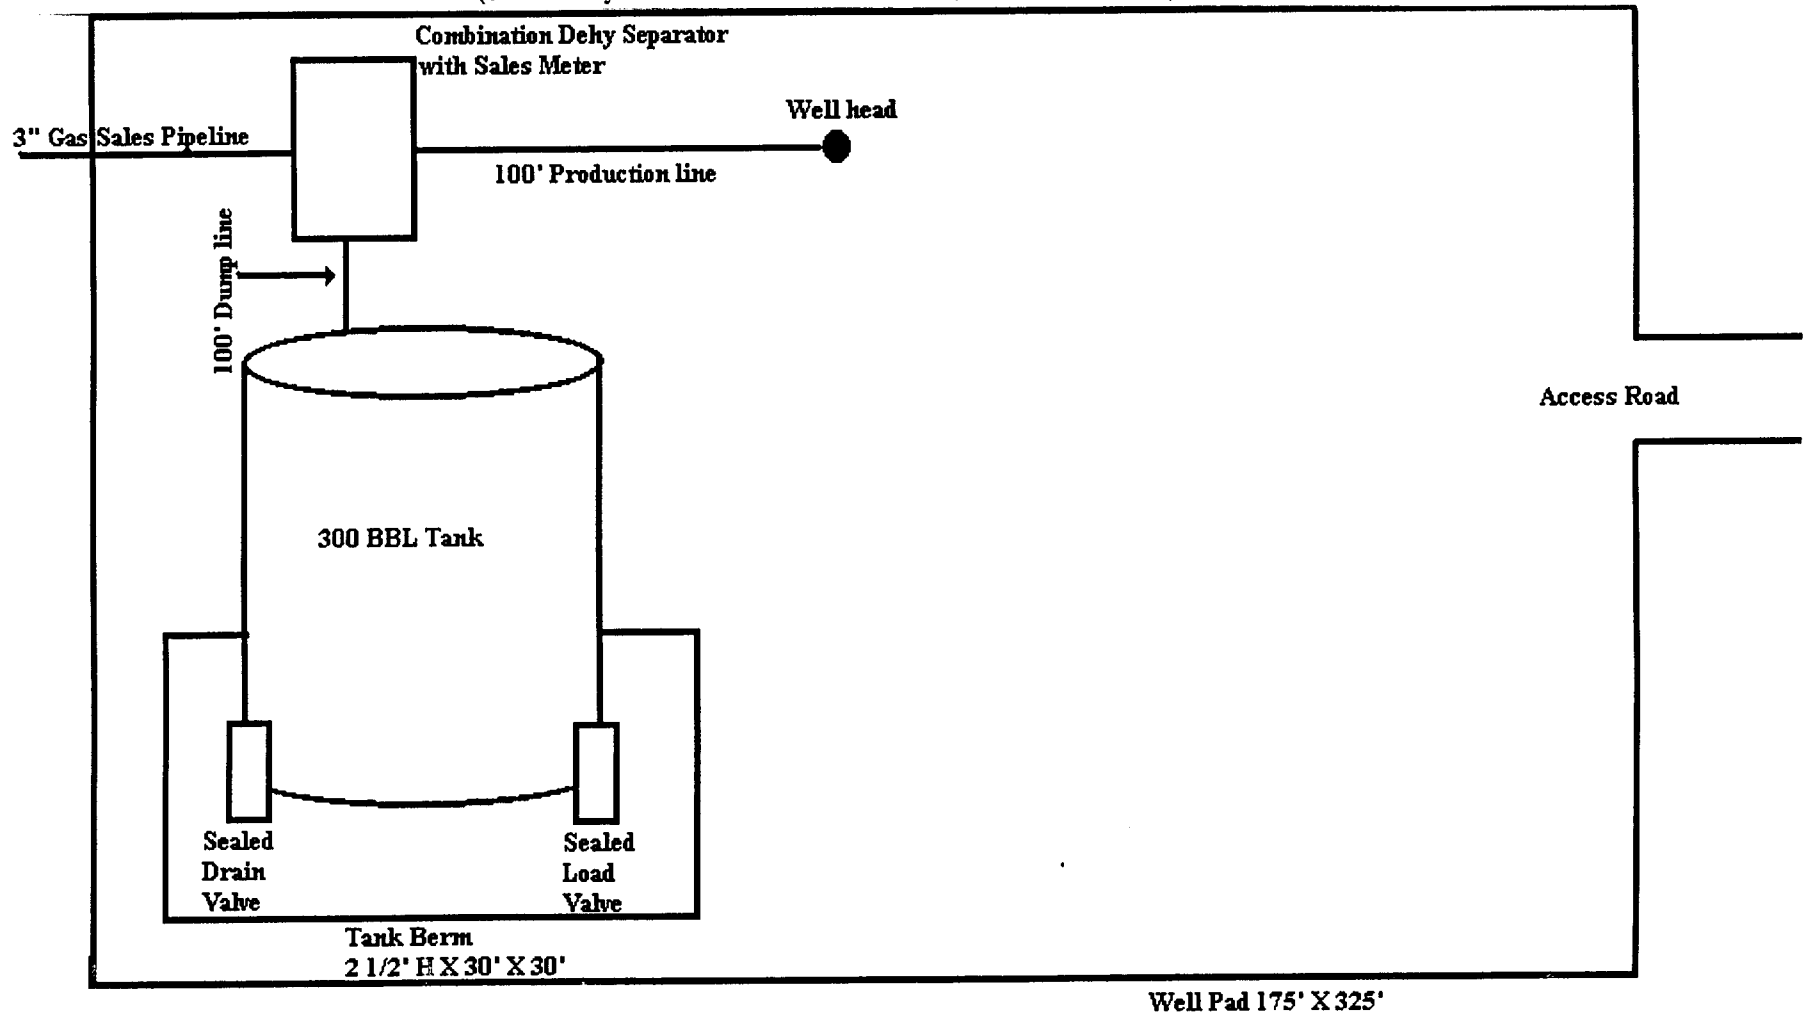 Combination Dehy Separator
with Sales Meter
Well head
3" Gas Sales Pipeline
100' Production line
100' Dump line
Access Road
300 BBL Tank
Sealed
Drain
Valve
Sealed
Load
Valve
Tank Berm
2 1/2' H X 30' X 30'
Well Pad 175' X 325'